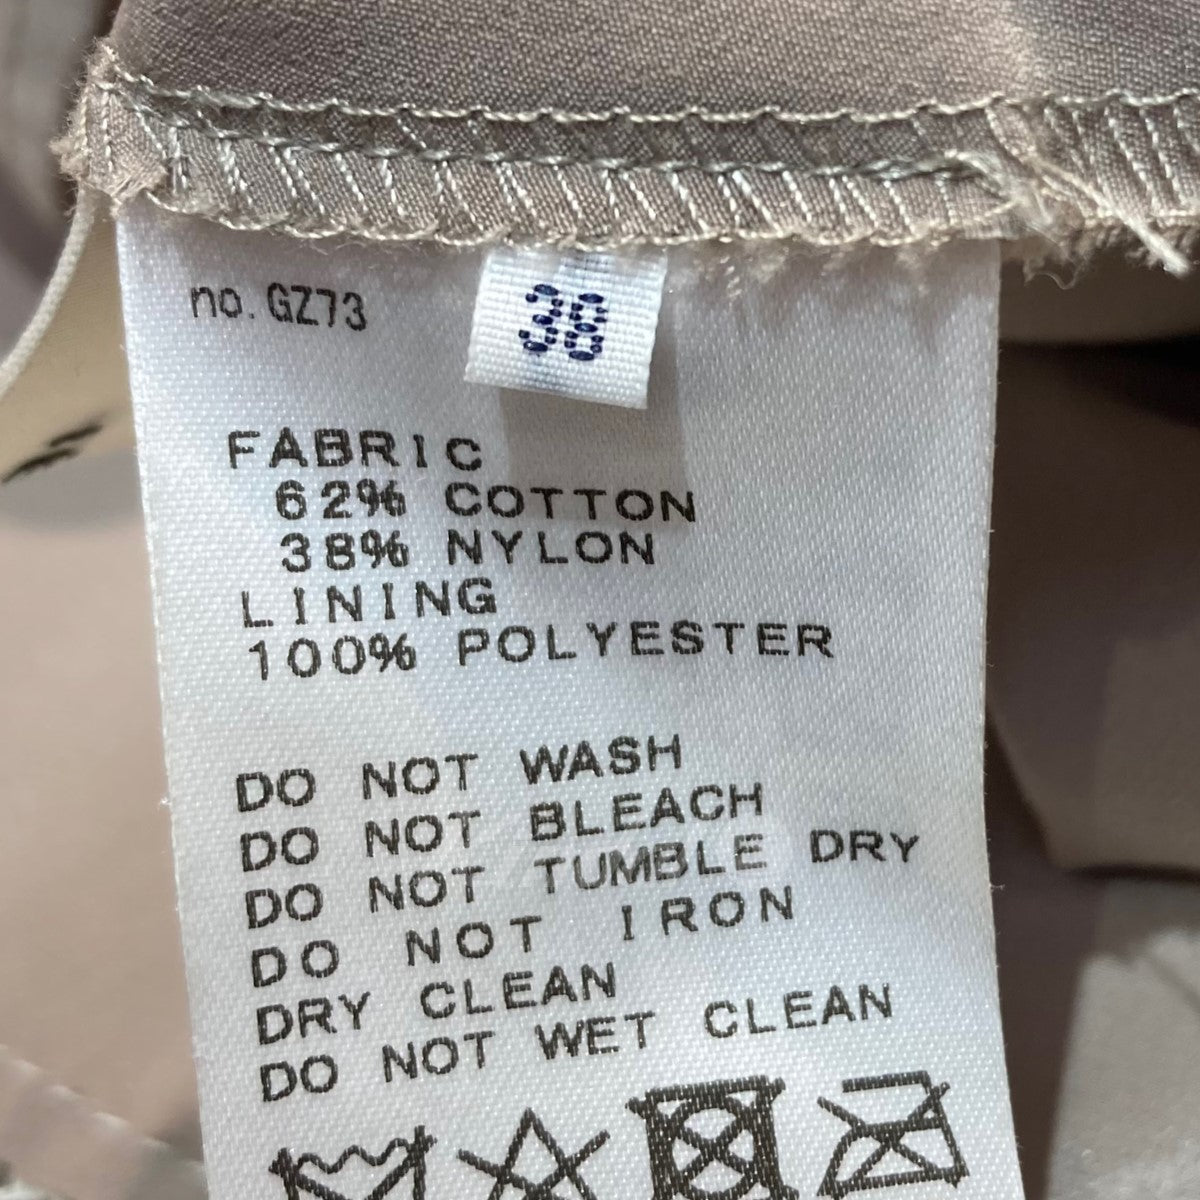 no. GZ73
38
FABRIC
62% COTTON
38% NYLON
LINING
100% POLYESTER
DO NOT WASH
DO NOT BLEACH
DO NOT TUMBLE DRY
DO NOT IRON
DRY CLEAN
DO NOT WET CLEAN